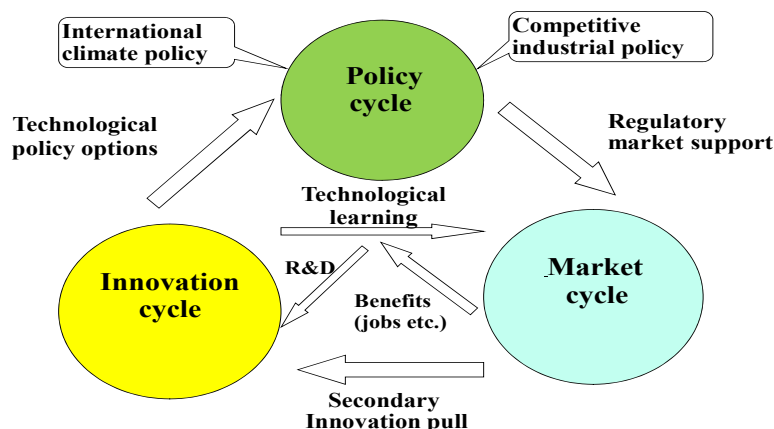 International
climate policy
Competitive
industrial policy
Policy
cycle
Technological
policy options
Regulatory
market support
Technological
learning
Innovation
cycle
R&D
Benefits
(jobs etc.)
Market
cycle
Secondary
Innovation pull